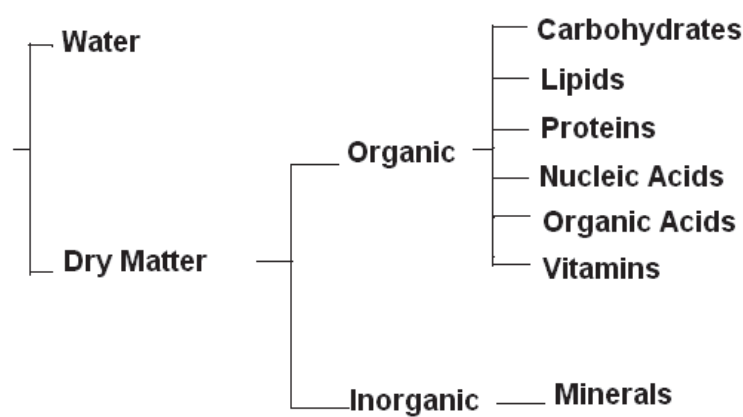 Water
Dry Matter
Organic
Inorganic
Carbohydrates
Lipids
Proteins
Nucleic Acids
Organic Acids
Vitamins
Minerals